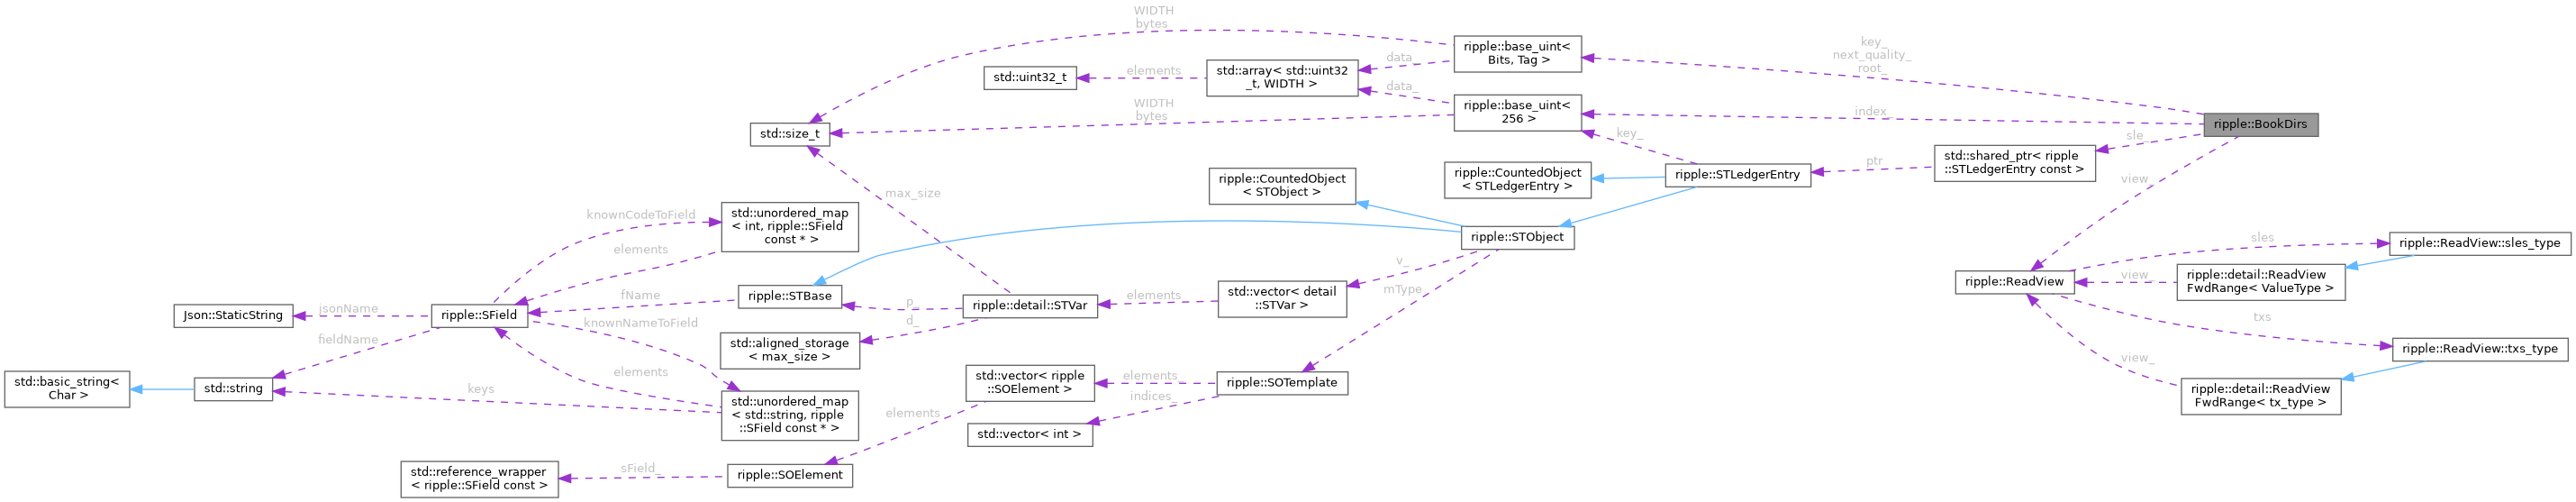 WIDTH
bytes
ripple::base_uint<
Bits, Tag >
key_
next_quality_
root_
std::uint32_t
elements
std::array< std::uint32
_t, WIDTH >
data_
data_
ripple::base_uint<
256 >
index_
ripple::BookDirs
std::size_t
WIDTH
bytes
key_
sle_
std::shared_ptr< ripple
::STLedgerEntry const >
ptr
ripple::STLedgerEntry
ripple::CountedObject
< STLedgerEntry >
ripple::CountedObject
< STObject >
max_size
view_
knownCodeToField
std::unordered_map
< int, ripple::SField
const * >
elements
ripple::STObject
v_
mType_
sles
ripple::ReadView::sles_type
ripple::ReadView
view_
ripple::detail::ReadView
FwdRange< ValueType >
Json::StaticString
jsonName
ripple::SField
fName
ripple::STBase
p_
d_
ripple::detail::STVar
elements
std::vector< detail
::STVar >
fieldName
knownNameToField
std::aligned_storage
< max_size >
txs
ripple::ReadView::txs_type
view_
ripple::detail::ReadView
FwdRange< tx_type >
std::basic_string<
Char >
std::string
keys
elements
std::unordered_map
< std::string, ripple
::SField const * >
std::vector< ripple
::SOElement >
elements_
indices_
ripple::SOTemplate
elements
std::vector< int >
std::reference_wrapper
< ripple::SField const >
sField_
ripple::SOElement